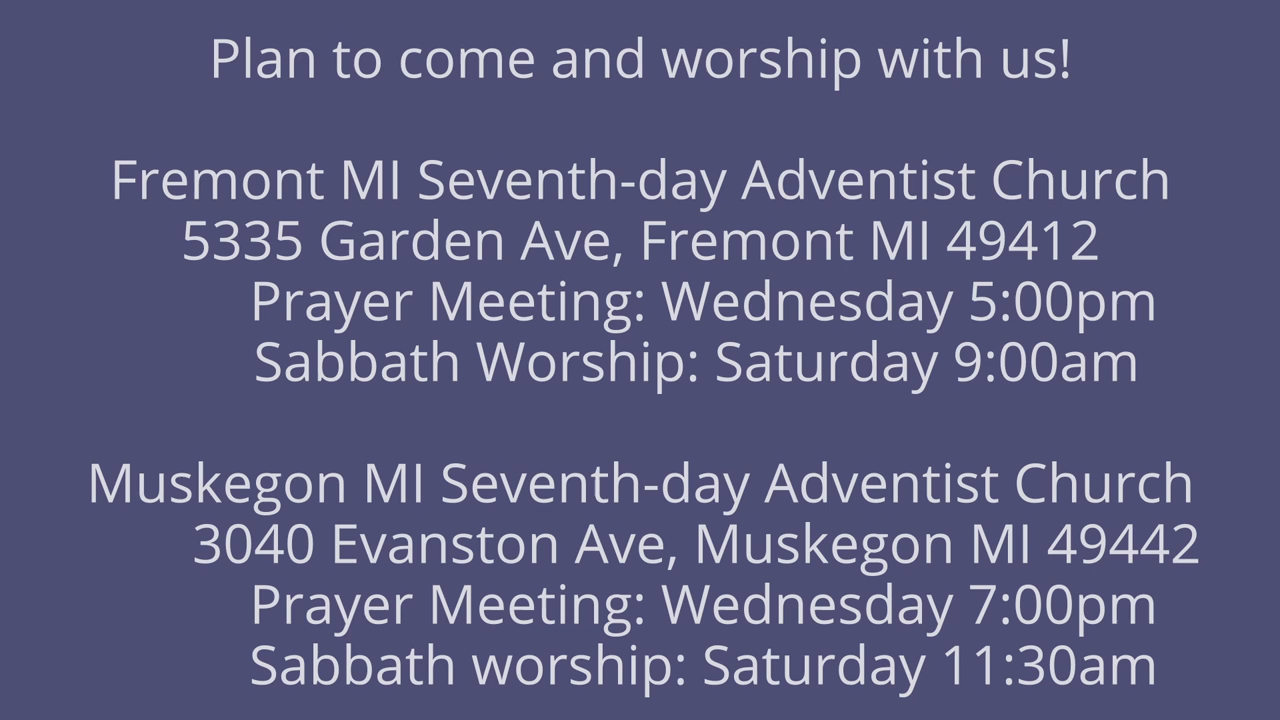 Plan to come and worship with us!
Fremont MI Seventh-day Adventist Church
5335 Garden Ave, Fremont MI 49412
Prayer Meeting: Wednesday 5:00pm
Sabbath Worship: Saturday 9:00am
Muskegon MI Seventh-day Adventist Church
3040 Evanston Ave, Muskegon MI 49442
Prayer Meeting: Wednesday 7:00pm
Sabbath worship: Saturday 11:30am